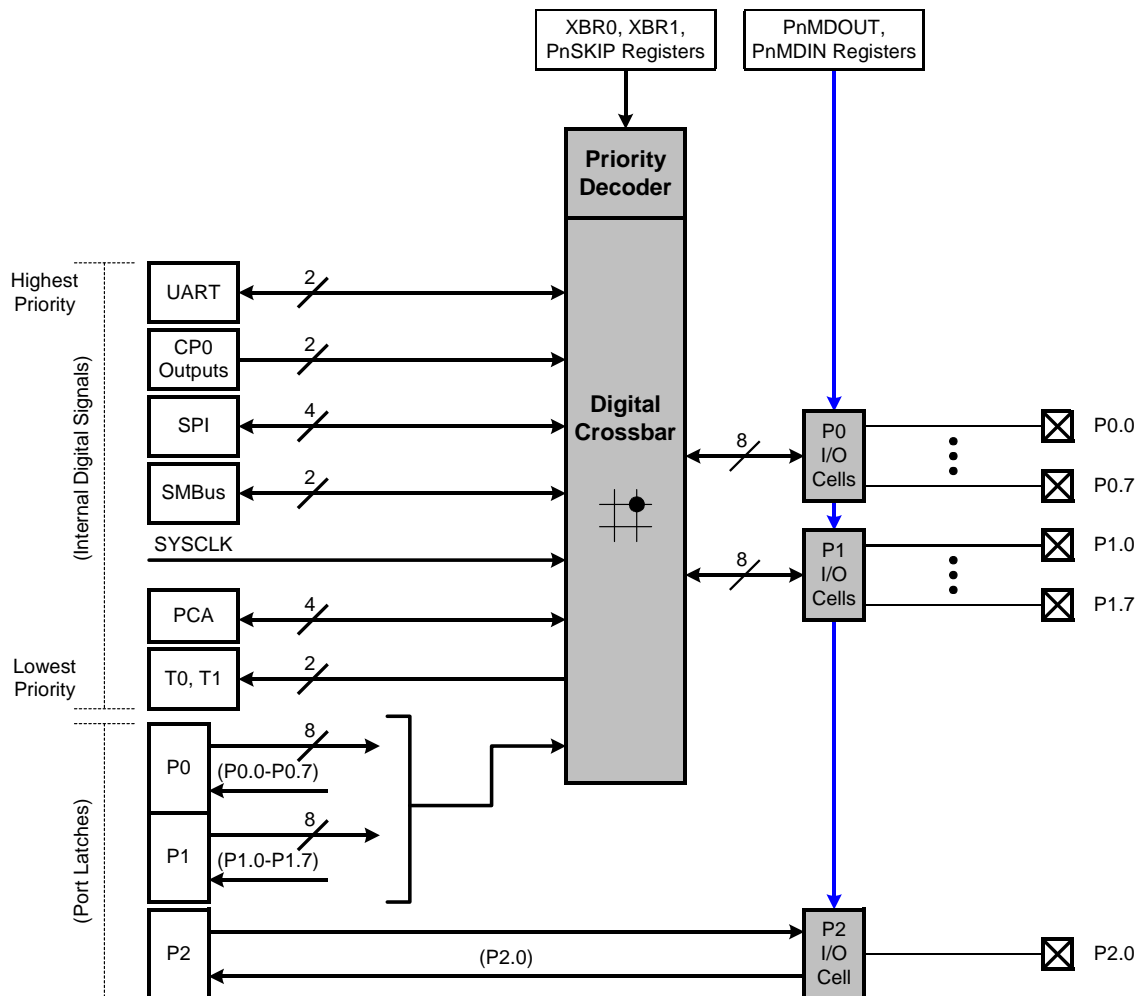 XBR0, XBR1,
PnSKIP Registers
PnMDOUT,
PnMDIN Registers
Priority
Decoder
Highest
Priority
(Internal Digital Signals)
UART
2
CP0
Outputs
2
SPI
4
SMBus
2
SYSCLK
PCA
4
Lowest
Priority
T0, T1
2
Digital
Crossbar
8
P0
I/O
Cells
P0.0
P0.7
8
P1
I/O
Cells
P1.0
P1.7
(Port Latches)
P0
8
(P0.0-P0.7)
P1
8
(P1.0-P1.7)
P2
(P2.0)
P2
I/O
Cell
P2.0